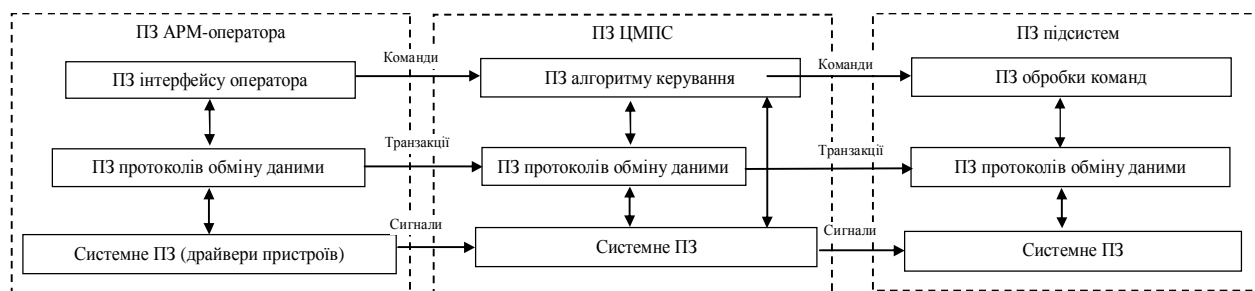 ПЗ АРМ-оператора
ПЗ ЦМПС
ПЗ підсистем
ПЗ інтерфейсу оператора
Команди
ПЗ алгоритму керування
Команди
ПЗ обробки команд
ПЗ протоколів обміну даними
Транзакції
ПЗ протоколів обміну даними
Транзакції
ПЗ протоколів обміну даними
Системне ПЗ (драйвери пристроїв)
Сигнали
Системне ПЗ
Сигнали
Системне ПЗ